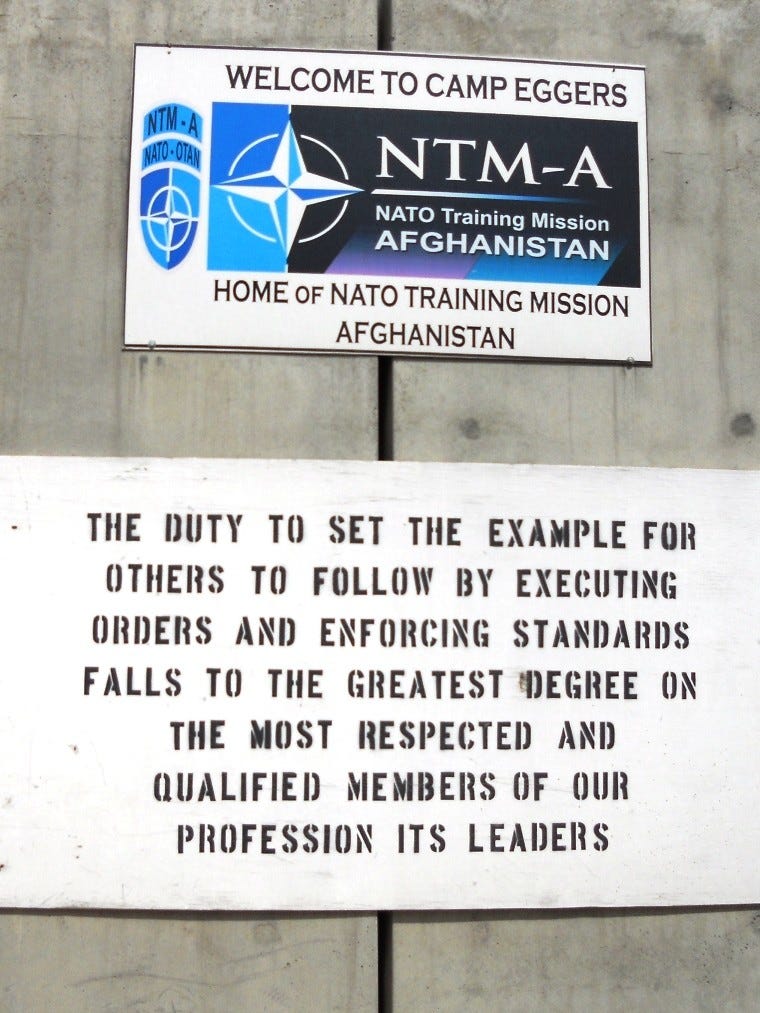 WELCOME TO CAMP EGGERS
NTM-A
NATO-OTAN
NTM-A
NATO Training Mission
AFGHANISTAN
HOME OF NATO TRAINING MISSION
AFGHANISTAN
THE DUTY TO SET THE EXAMPLE FOR
OTHERS TO FOLLOW BY EXECUTING
ORDERS AND ENFORCING STANDARDS
FALLS TO THE GREATEST DEGREE ON
THE MOST RESPECTED AND
QUALIFIED MEMBERS OF OUR
PROFESSION ITS LEADERS